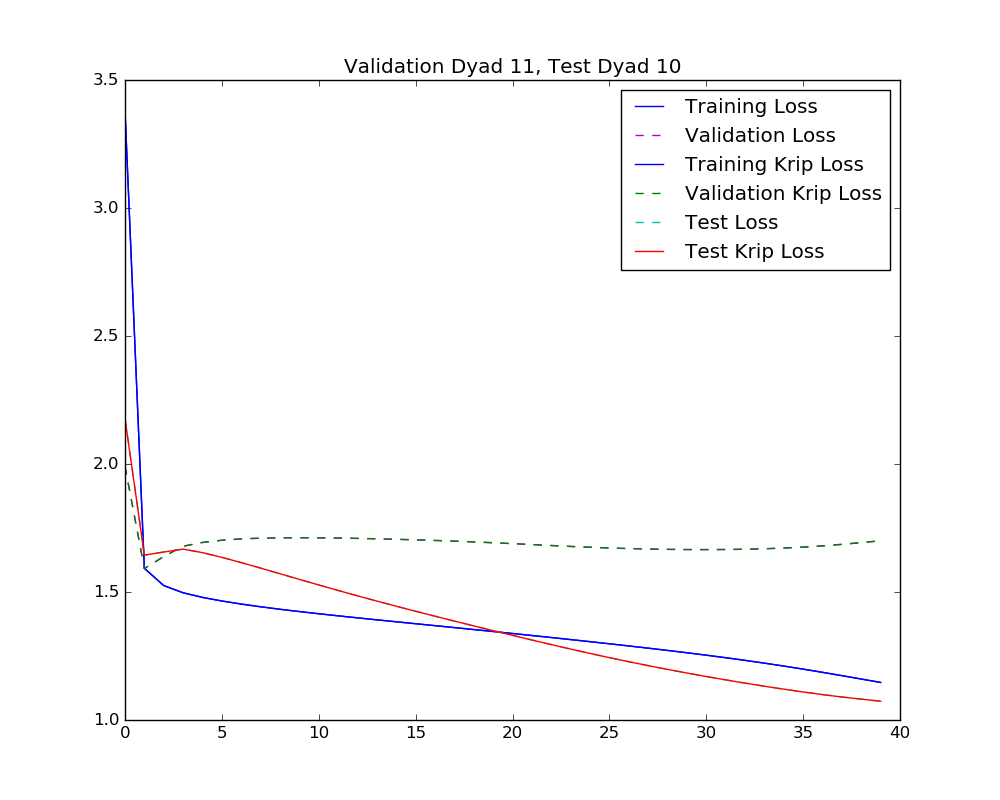 Validation Dyad 11, Test Dyad 10
3.5
3.0
2.5
2.0
1.5
1.0
Training Loss
Validation Loss
Training Krip Loss
Validation Krip Loss
Test Loss
Test Krip Loss
0 5 10 15 20 25 30 35 40